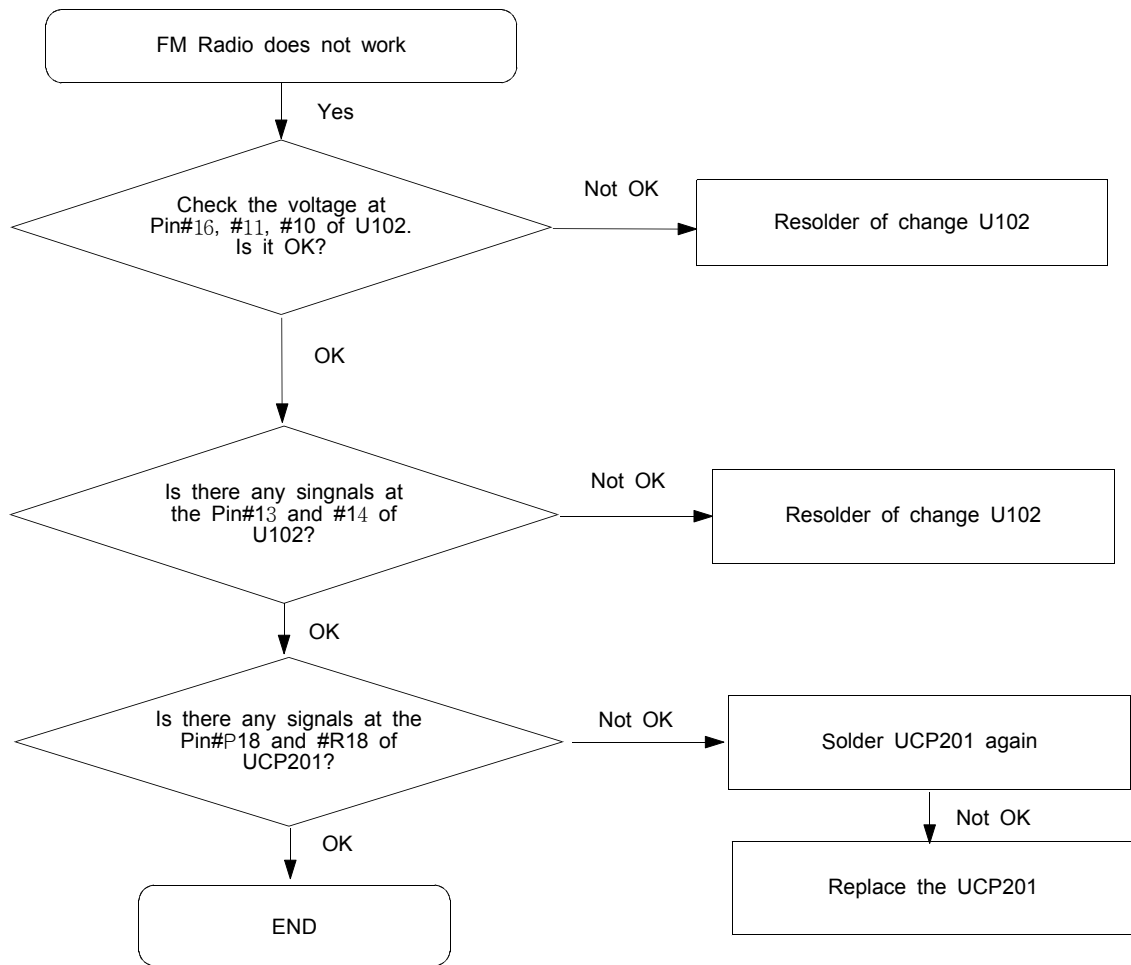 FM Radio does not work
Yes
Check the voltage at
Pin#16, #11, #10 of U102.
Is it OK?
Not OK
Resolder of change U102
OK
Is there any singnals at
the Pin#13 and #14 of
U102?
Not OK
Resolder of change U102
OK
Is there any signals at the
Pin#P18 and #R18 of
UCP201?
Not OK
Solder UCP201 again
Not OK
Replace the UCP201
OK
END